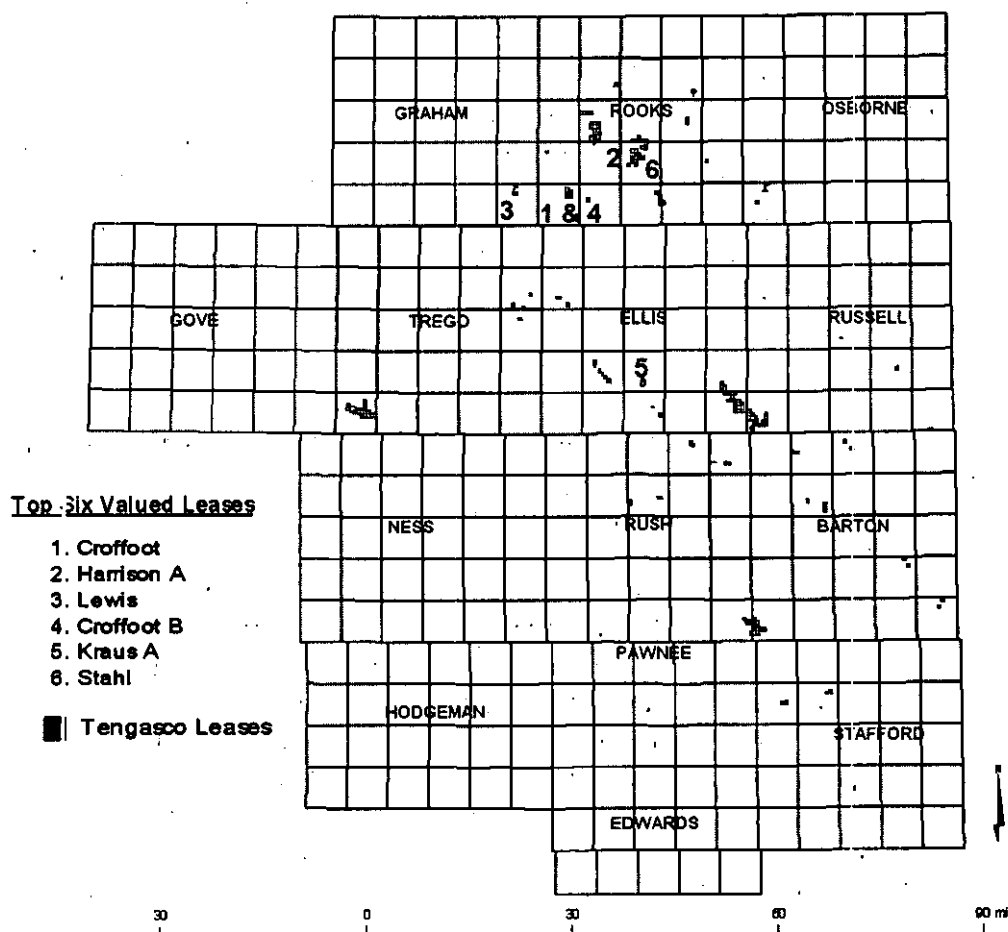 GRAHAM ROOKS OSBORNE
2 6
3 1 & 4
GOVE TREGO ELLIS RUSSELL
5
Top Six Valued Leases
NESS RUSH BARTON
1. Croffoot
2. Harrison A
3. Lewis
4. Croffoot B
5. Kraus A
6. Stahl
PAWNEE
HODGEMAN
Tengasco Leases
STAFFORD
EDWARDS
30 0 30 60 90 mi